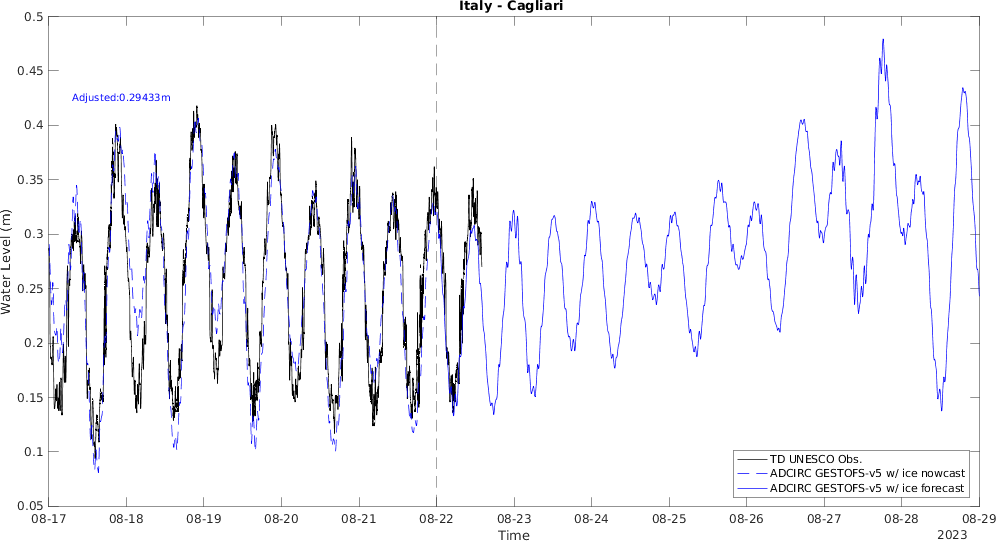 Italy - Cagliari
0.5
0.45
0.4
0.35
0.3
0.25
0.2
0.15
0.1
0.05
Water Level (m)
Adjusted:0.29433m
TD UNESCO Obs.
ADCIRC GESTOFS-v5 w/ ice nowcast
ADCIRC GESTOFS-v5 w/ ice forecast
08-17 08-18 08-19 08-20 08-21 08-22 08-23 08-24 08-25 08-26 08-27 08-28 08-29
Time
2023